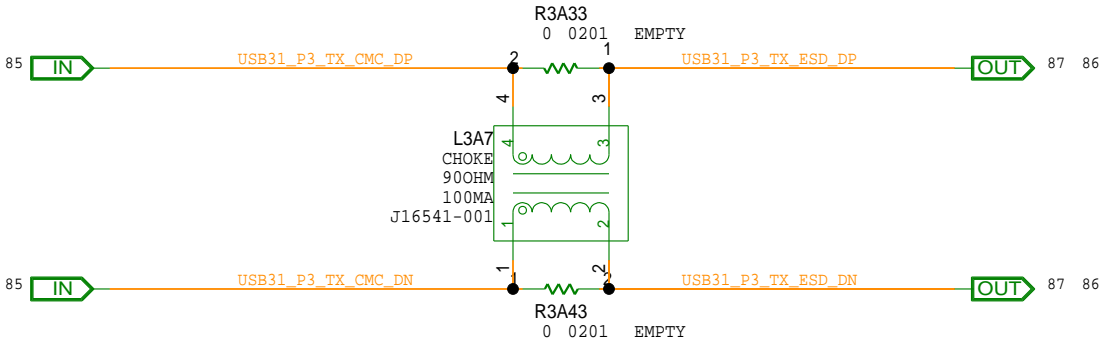 R3A33
0 0201 EMPTY
85 IN USB31_P3_TX_CMC_DP 2 1 USB31_P3_TX_ESD_DP OUT 87 86
4 3
L3A7 4 3
CHOKE
90OHM
100MA
J16541-001 1 2
1 2
85 IN USB31_P3_TX_CMC_DN 1 2 USB31_P3_TX_ESD_DN OUT 87 86
R3A43
0 0201 EMPTY